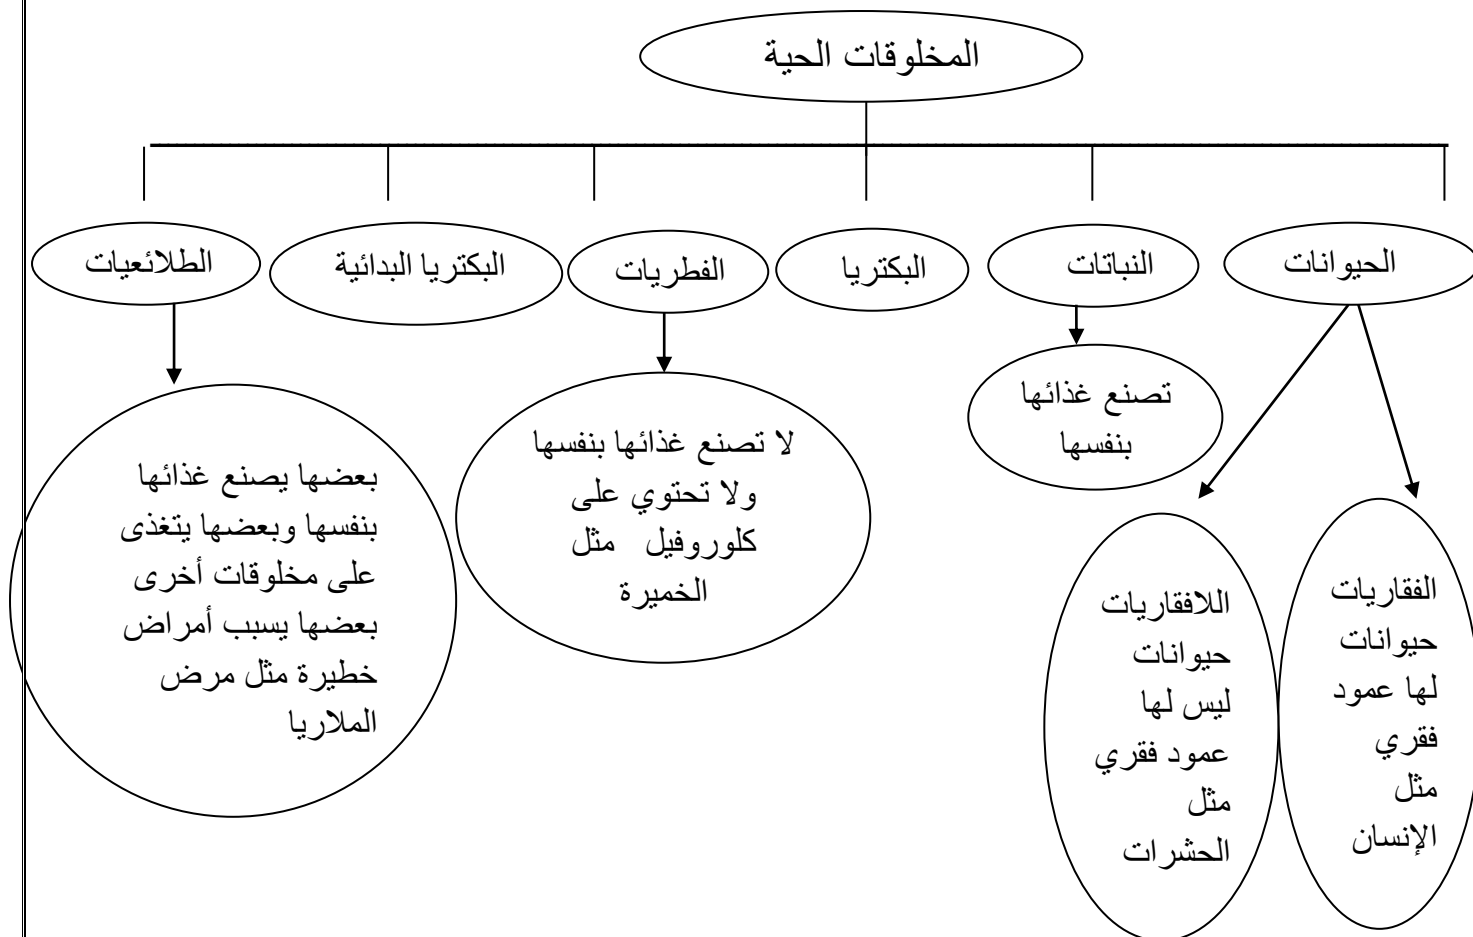 المخلوقات الحية
الحيوانات
النباتات
البكتريا
الفطريات
البكتريا البدائية
الطلائعيات
الفقاريات
حيوانات
لها عمود
فقري
مثل
الإنسان
اللافقاريات
حيوانات
ليس لها
عمود فقري
مثل
الحشرات
تصنع غذائها
بنفسها
لا تصنع غذائها بنفسها
ولا تحتوي على
كلوروفيل مثل
الخميرة
بعضها يصنع غذائها
بنفسها وبعضها يتغذى
على مخلوقات أخرى
بعضها يسبب أمراض
خطيرة مثل مرض
الملاريا